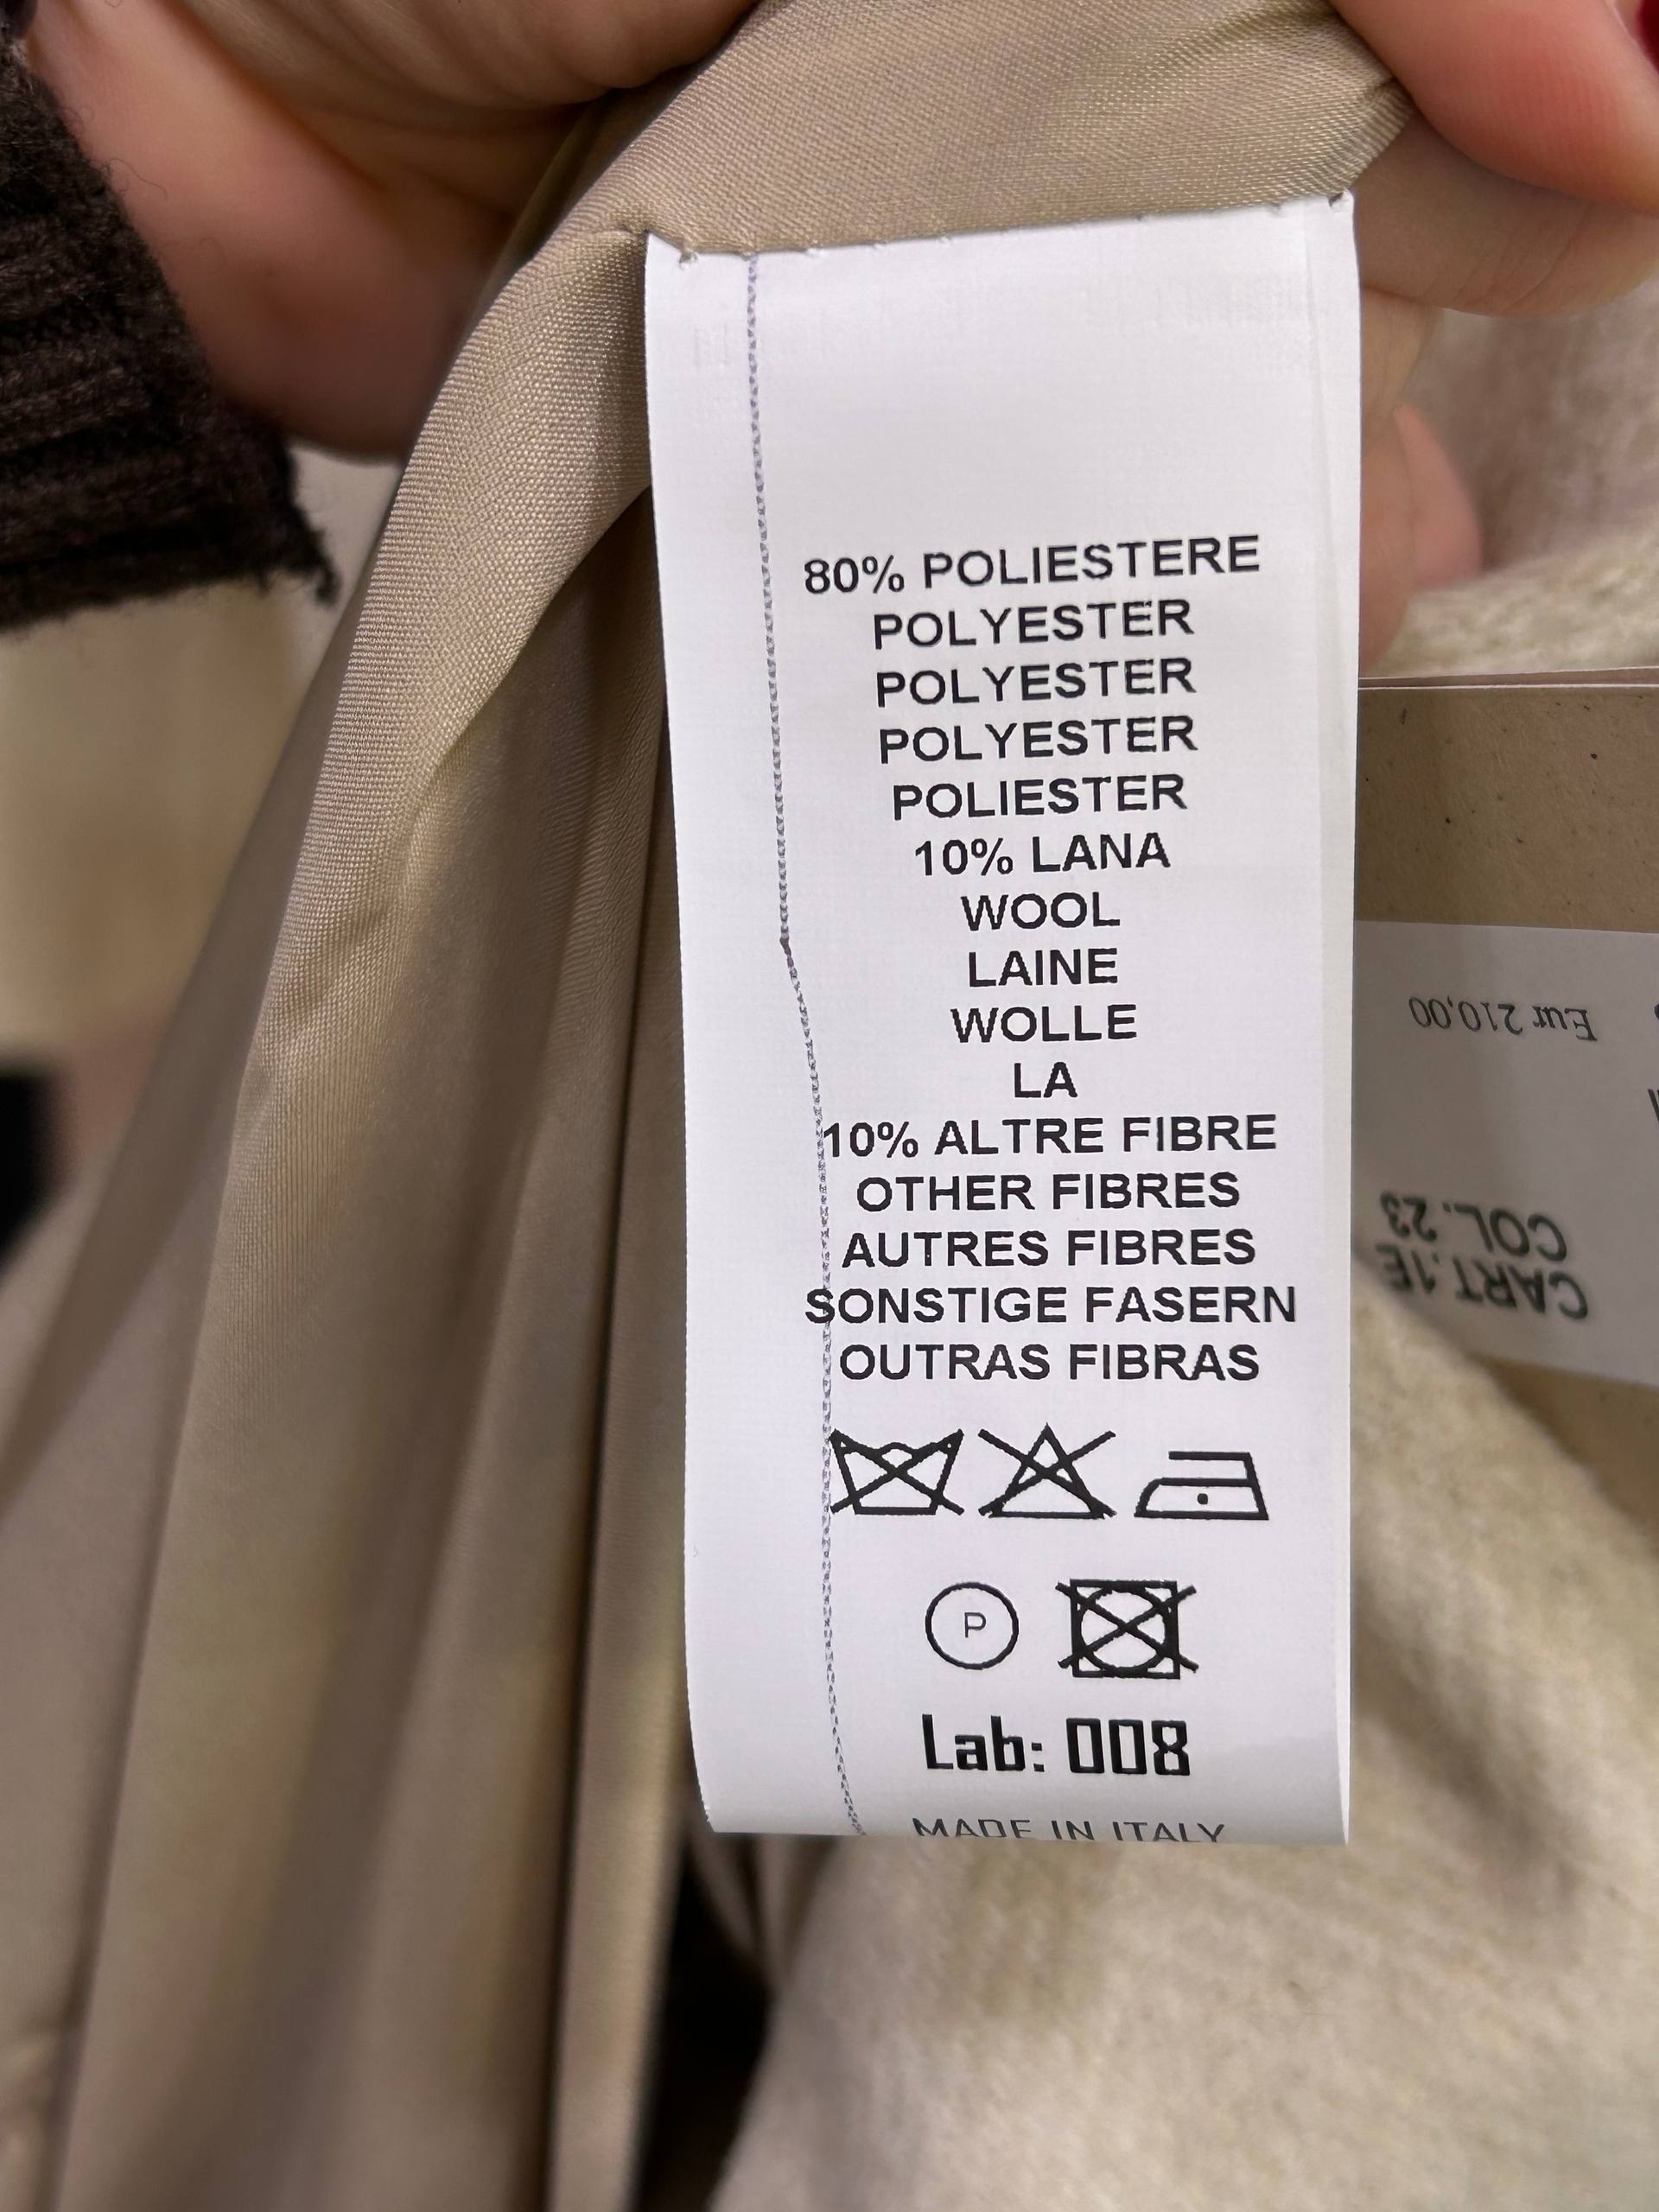 80% POLIESTERE
POLYESTER
POLYESTER
POLYESTER
POLIESTER
10% LANA
WOOL
LAINE
WOLLE
LA
10% ALTRE FIBRE
OTHER FIBRES
AUTRES FIBRES
SONSTIGE FASERN
OUTRAS FIBRAS
P
Lab: 008
MADE IN ITALY
Eur 210,00
CART.1E
COL.23